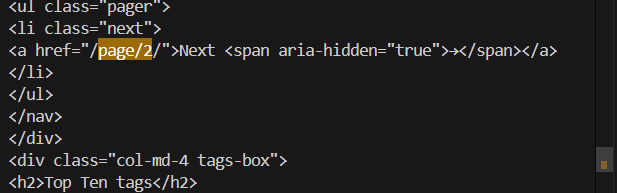 <ul class="pager">
<li class="next">
<a href="/page/2/">Next <span aria-hidden="true">→</span></a>
</li>
</ul>
</nav>
</div>
<div class="col-md-4 tags-box">
<h2>Top Ten tags</h2>